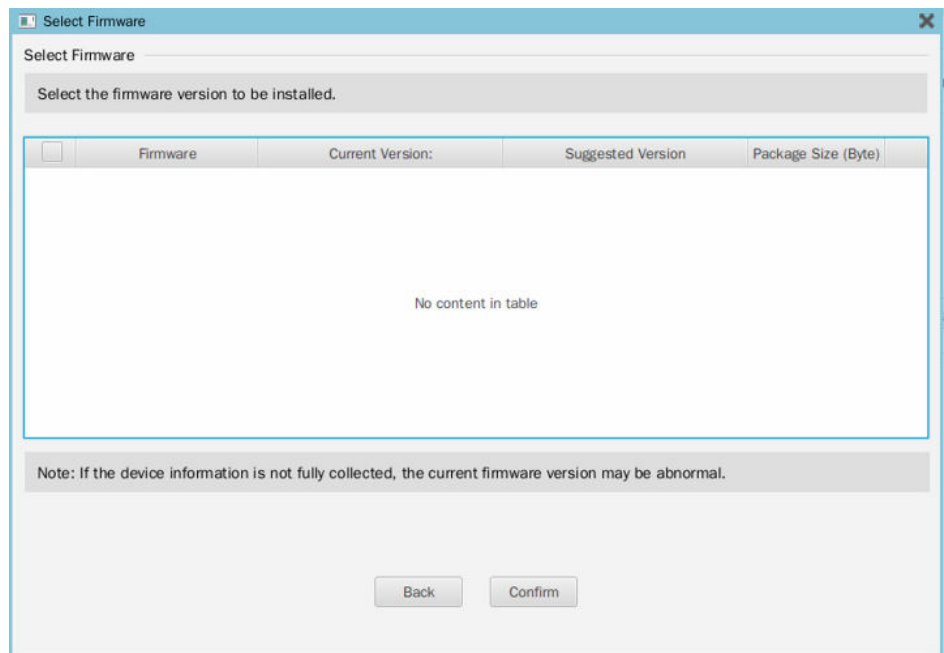 Select Firmware
Select Firmware
Select the firmware version to be installed.
Firmware Current Version: Suggested Version Package Size (Byte)
No content in table
Note: If the device information is not fully collected, the current firmware version may be abnormal.
Back Confirm